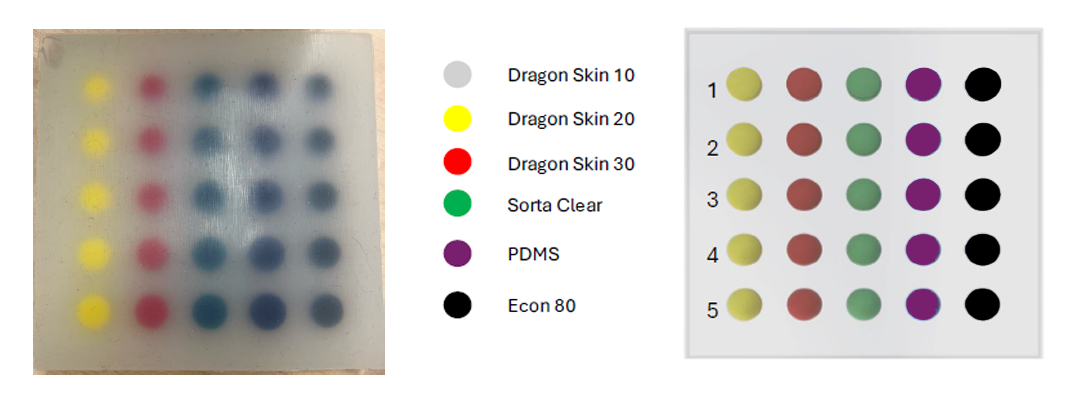 Dragon Skin 10
Dragon Skin 20
Dragon Skin 30
Sorta Clear
PDMS
Econ 80
1
2
3
4
5